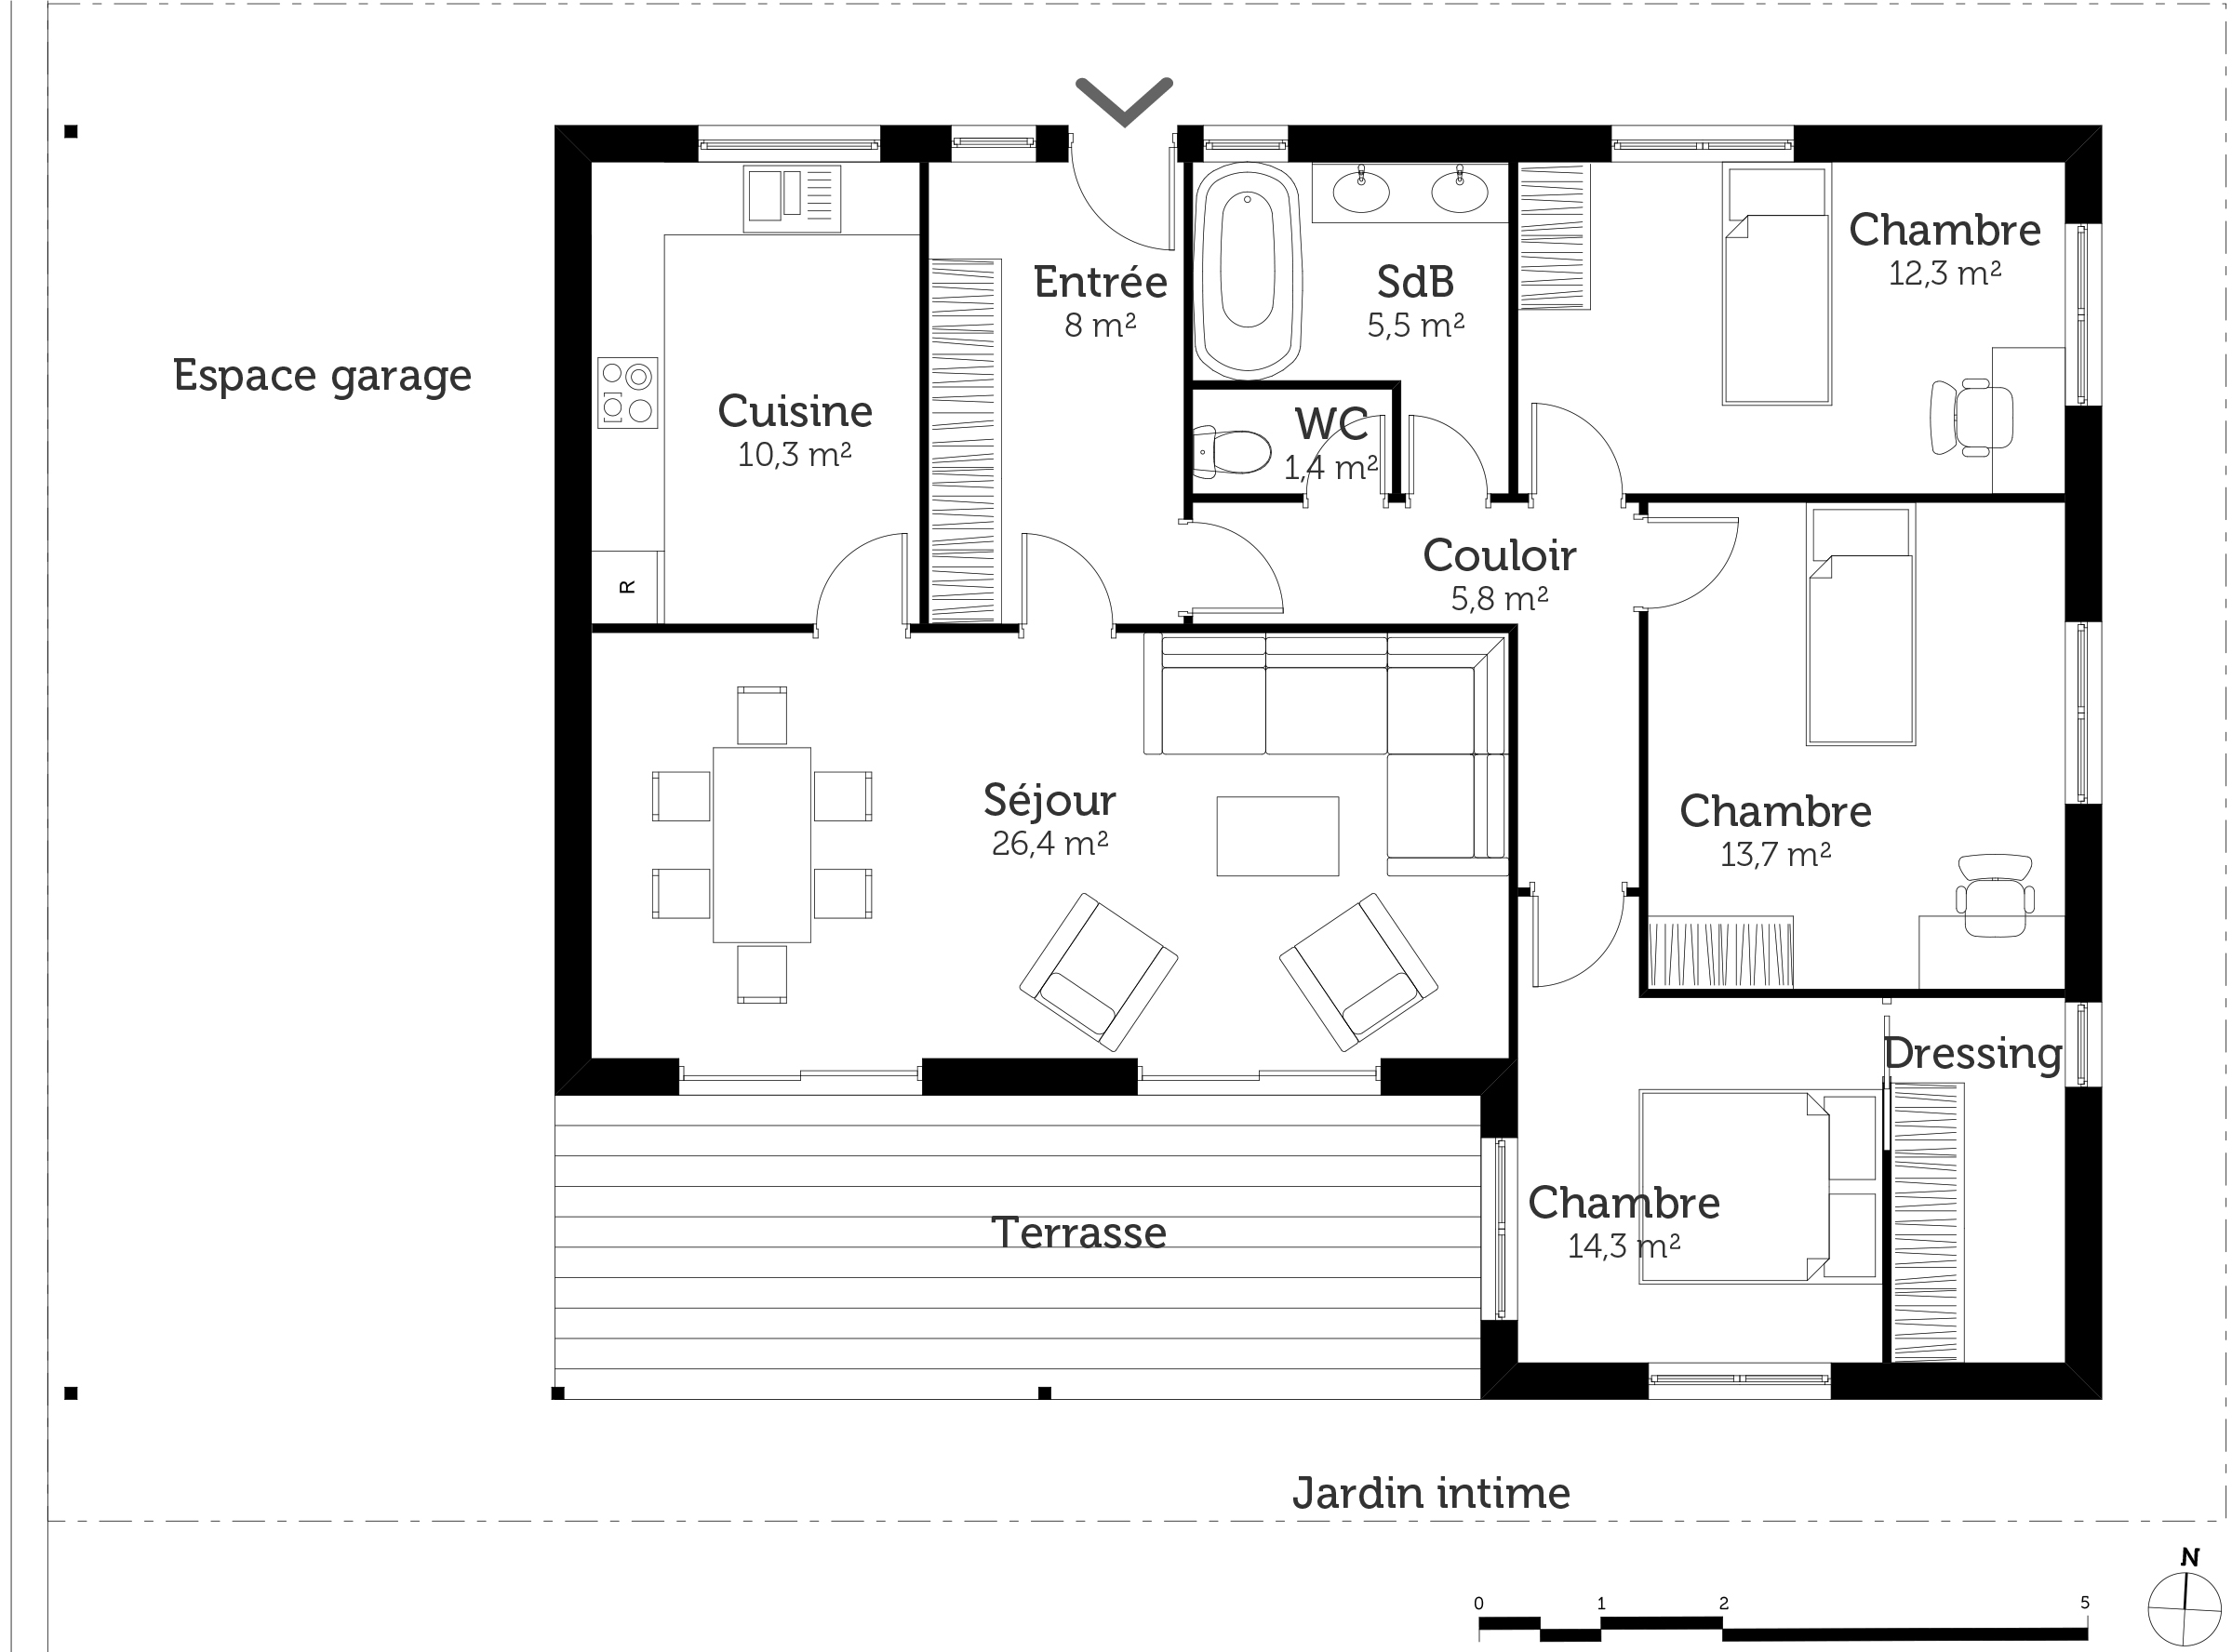 Chambre
12,3 m²
Entrée
8 m²
SdB
5,5 m²
Espace garage
Cuisine
10,3 m²
WC
1,4 m²
Couloir
5,8 m²
R
Séjour
26,4 m²
Chambre
13,7 m²
Dressing
Chambre
14,3 m²
Terrasse
Jardin intime
N
0 1 2 5